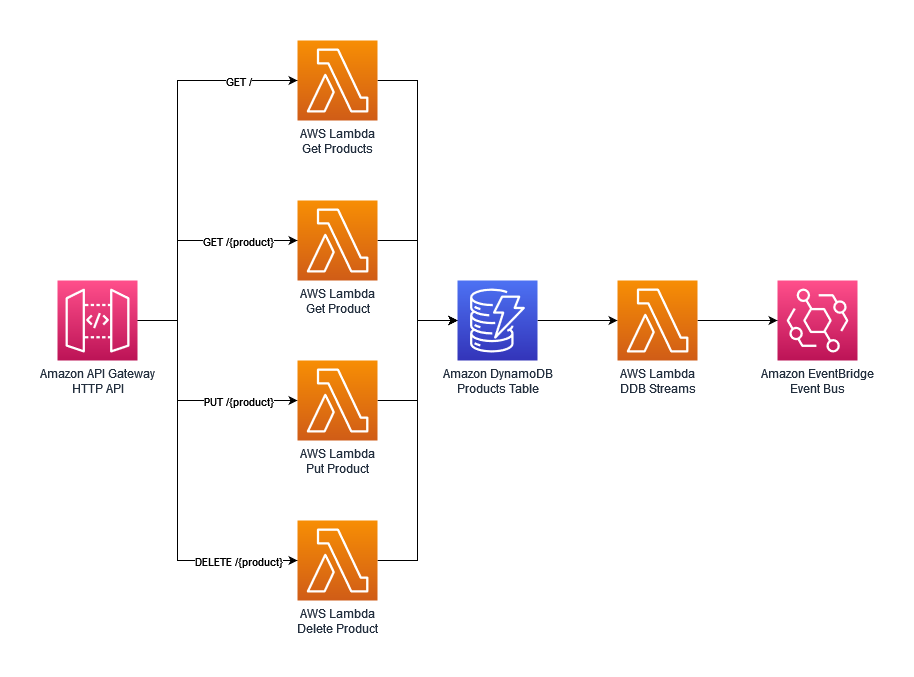 GET /
AWS Lambda
Get Products
GET /{product}
AWS Lambda
Get Product
</>
Amazon API Gateway
HTTP API
Amazon DynamoDB
Products Table
AWS Lambda
DDB Streams
Amazon EventBridge
Event Bus
PUT /{product}
AWS Lambda
Put Product
DELETE /{product}
AWS Lambda
Delete Product